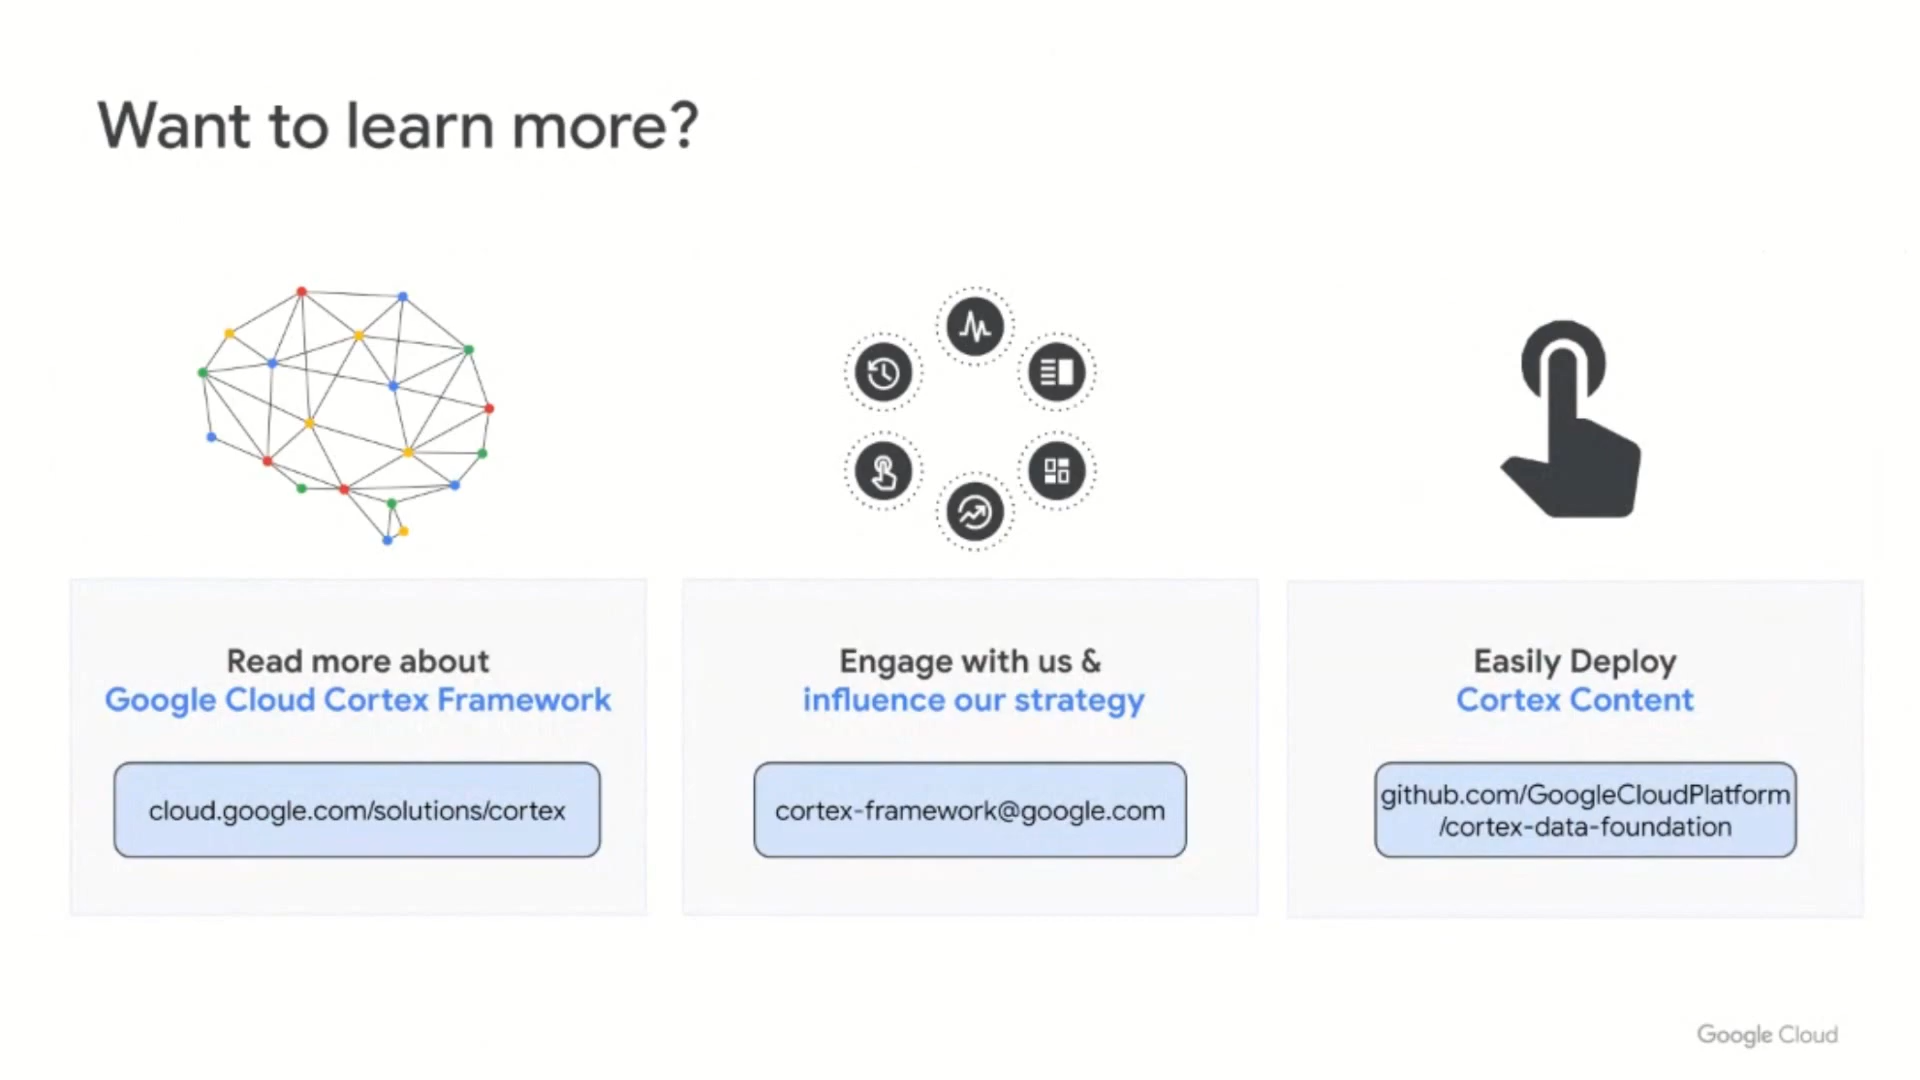 Want to learn more?
Read more about
Google Cloud Cortex Framework
cloud.google.com/solutions/cortex
Engage with us &
influence our strategy
cortex-framework@google.com
Easily Deploy
Cortex Content
github.com/GoogleCloudPlatform
/cortex-data-foundation
Google Cloud